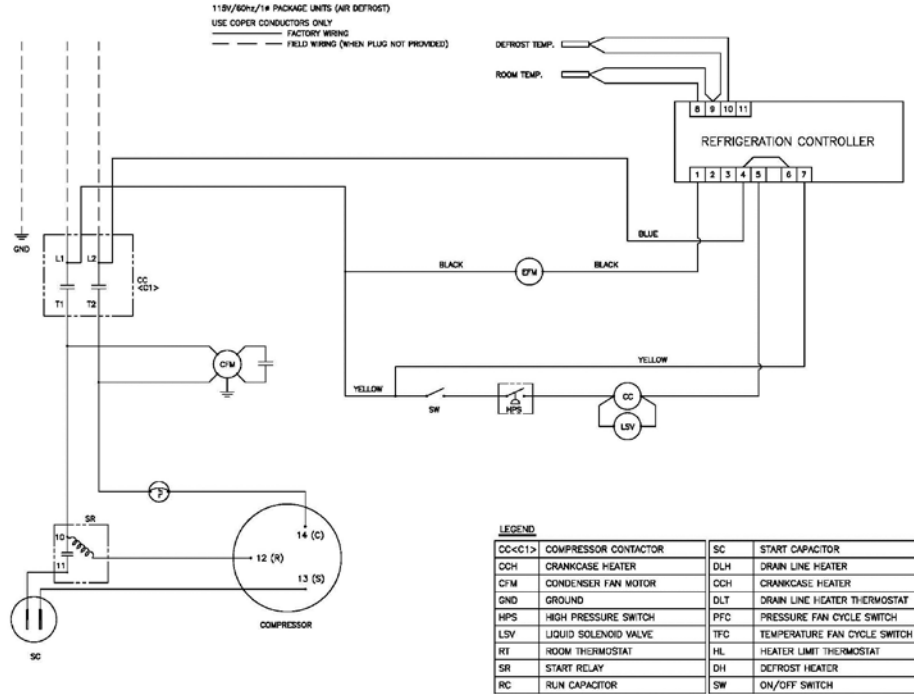 115V/60hz/1ø PACKAGE UNITS (AIR DEFROST)
USE COPER CONDUCTORS ONLY
FACTORY WIRING
FIELD WIRING (WHEN PLUG NOT PROVIDED)
DEFROST TEMP.
ROOM TEMP.
8 9 10 11
REFRIGERATION CONTROLLER
1 2 3 4 5 6 7
GND
L1 L2
CC
<C1>
T1 T2
BLUE
BLACK
EFM
BLACK
CFM
YELLOW
YELLOW
SW
HPS
CC
LSV
SR
10
11
14 (C)
12 (R)
13 (S)
COMPRESSOR
SC
LEGEND
CC<C1> COMPRESSOR CONTACTOR SC START CAPACITOR
CCH CRANKCASE HEATER DLH DRAIN LINE HEATER
CFM CONDENSER FAN MOTOR CCH CRANKCASE HEATER
GND GROUND DLT DRAIN LINE HEATER THERMOSTAT
HPS HIGH PRESSURE SWITCH PFC PRESSURE FAN CYCLE SWITCH
LSV LIQUID SOLENOID VALVE TFC TEMPERATURE FAN CYCLE SWITCH
RT ROOM THERMOSTAT HL HEATER LIMIT THERMOSTAT
SR START RELAY DH DEFROST HEATER
RC RUN CAPACITOR SW ON/OFF SWITCH